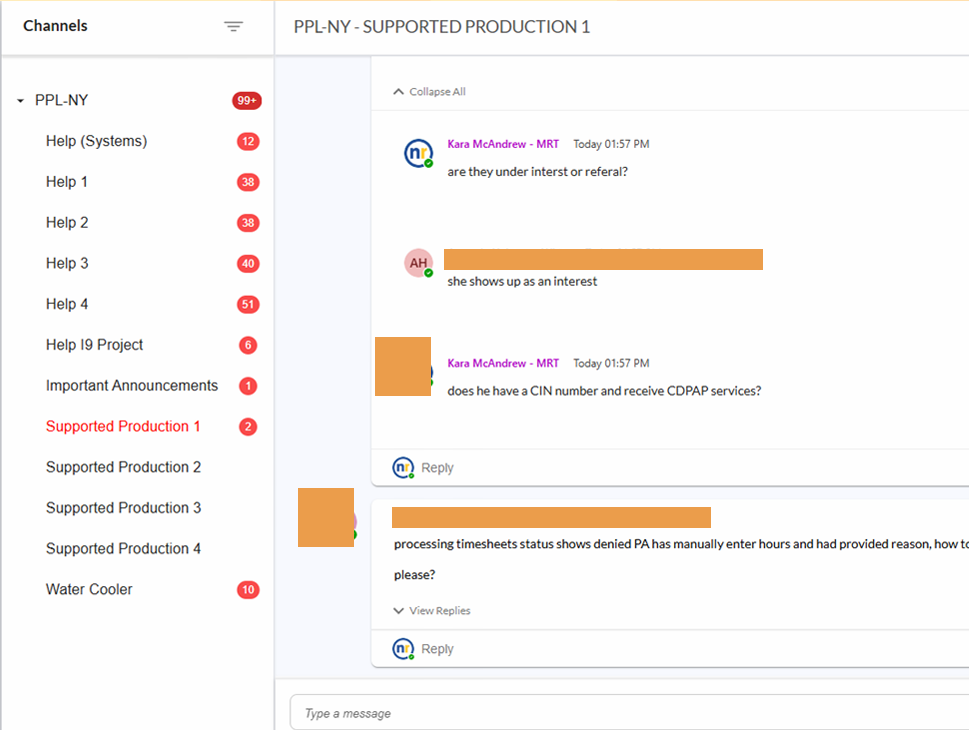 Channels
PPL-NY - SUPPORTED PRODUCTION 1
PPL-NY 99+
Help (Systems) 12
Help 1 38
Help 2 38
Help 3 40
Help 4 51
Help I9 Project 6
Important Announcements 1
Supported Production 1 2
Supported Production 2
Supported Production 3
Supported Production 4
Water Cooler 10
Collapse All
nr
Kara McAndrew - MRT Today 01:57 PM
are they under interst or referal?
AH
she shows up as an interest
Kara McAndrew - MRT Today 01:57 PM
does he have a CIN number and receive CDPAP services?
nr Reply
processing timesheets status shows denied PA has manually enter hours and had provided reason, how to
please?
View Replies
nr Reply
Type a message